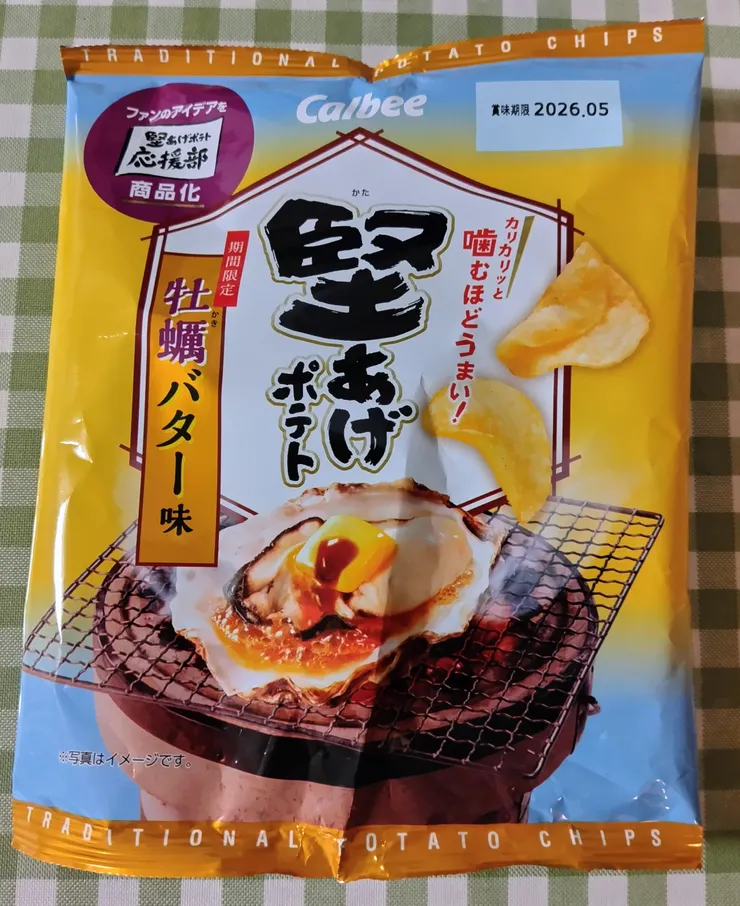 TRADITIONAL POTATO CHIPS
Calbee
賞味期限 2026.05
ファンのアイデアを
堅あげポテト
応援部
商品化
かた
堅あげ
ポテト
カリカリッと
噛むほどうまい!
期間限定
牡蠣バター味
かき
※写真はイメージです。
TRADITIONAL POTATO CHIPS